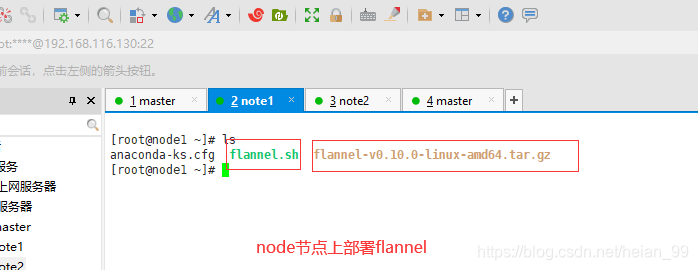 ot:****@192.168.116.130:22
前会话，点击左侧的箭头按钮。
1 master
2 note1
3 note2
4 master
[root@node1 ~]# ls
anaconda-ks.cfg flannel.sh flannel-v0.10.0-linux-amd64.tar.gz
[root@node1 ~]#
服务
上网服务器
服务器
master
ote1
ote2
node节点上部署flannel
https://blog.csdn.net/heian_99